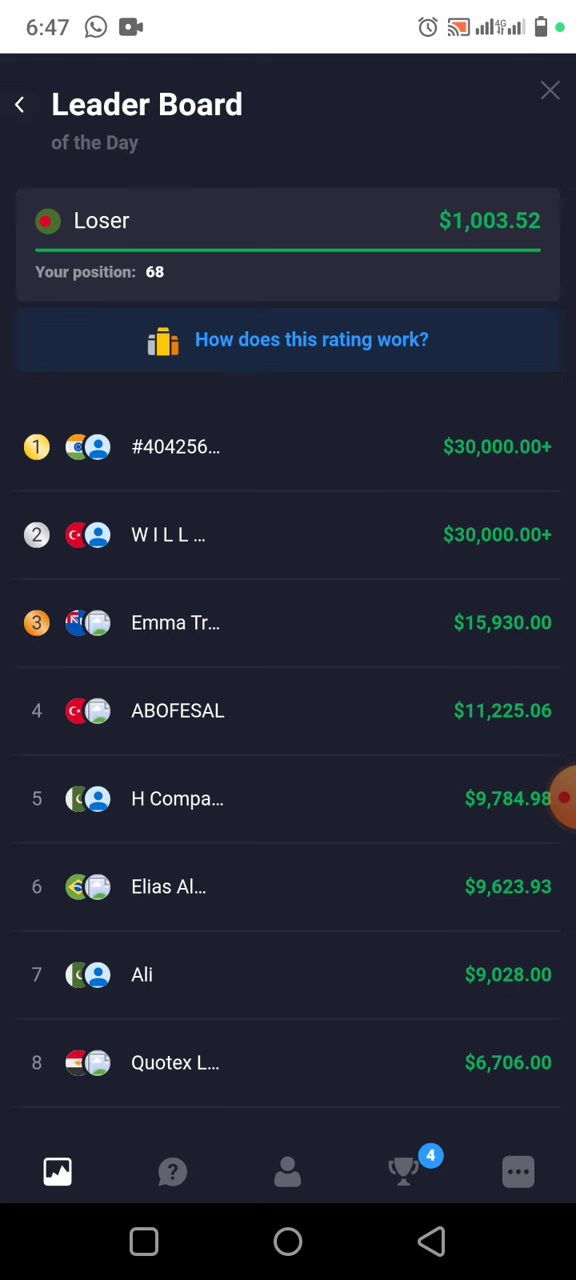 6:47
4G
Leader Board
of the Day
Loser $1,003.52
Your position: 68
How does this rating work?
1 #404256... $30,000.00+
2 W I L L ... $30,000.00+
3 Emma Tr... $15,930.00
4 ABOFESAL $11,225.06
5 H Compa... $9,784.98
6 Elias Al... $9,623.93
7 Ali $9,028.00
8 Quotex L... $6,706.00
4